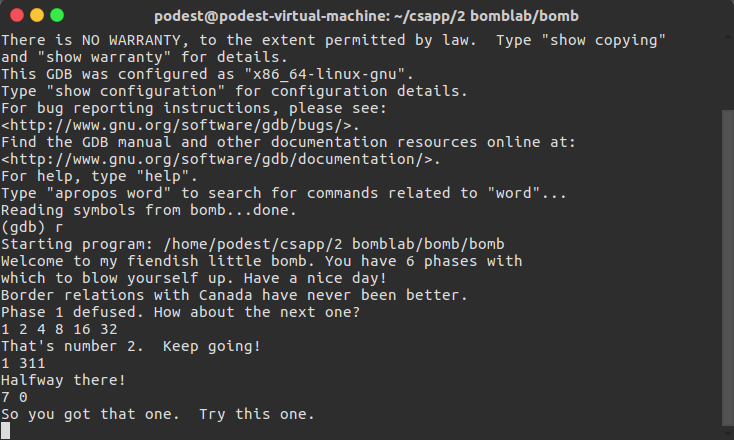 podest@podest-virtual-machine: ~/csapp/2 bomblab/bomb
There is NO WARRANTY, to the extent permitted by law.  Type "show copying"
and "show warranty" for details.
This GDB was configured as "x86_64-linux-gnu".
Type "show configuration" for configuration details.
For bug reporting instructions, please see:
<http://www.gnu.org/software/gdb/bugs/>.
Find the GDB manual and other documentation resources online at:
<http://www.gnu.org/software/gdb/documentation/>.
For help, type "help".
Type "apropos word" to search for commands related to "word"...
Reading symbols from bomb...done.
(gdb) r
Starting program: /home/podest/csapp/2 bomblab/bomb/bomb
Welcome to my fiendish little bomb. You have 6 phases with
which to blow yourself up. Have a nice day!
Border relations with Canada have never been better.
Phase 1 defused. How about the next one?
1 2 4 8 16 32
That's number 2.  Keep going!
1 311
Halfway there!
7 0
So you got that one.  Try this one.